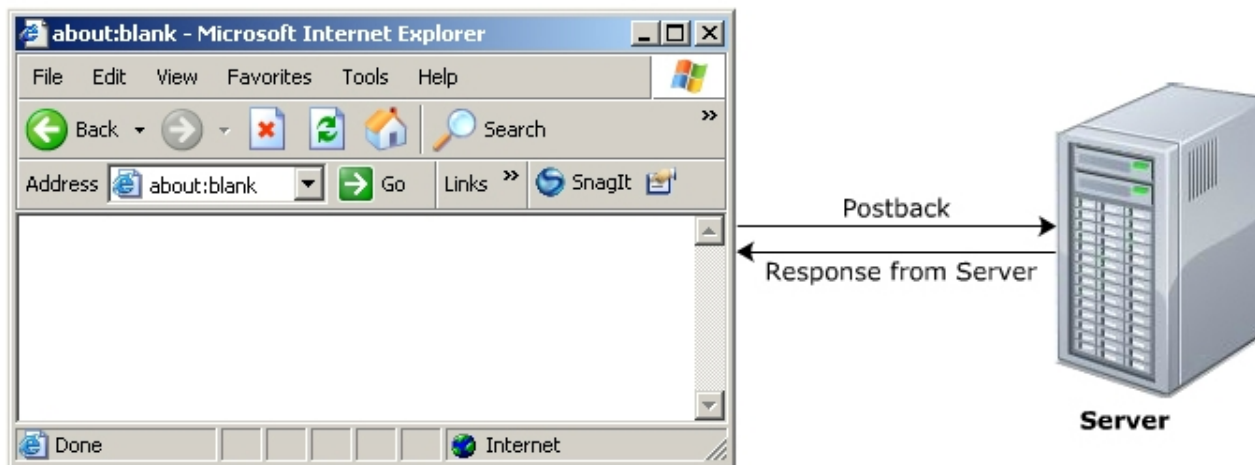 about:blank - Microsoft Internet Explorer
File Edit View Favorites Tools Help
Back Search »
Address about:blank Go Links » SnagIt
Postback
Response from Server
Server
Done Internet